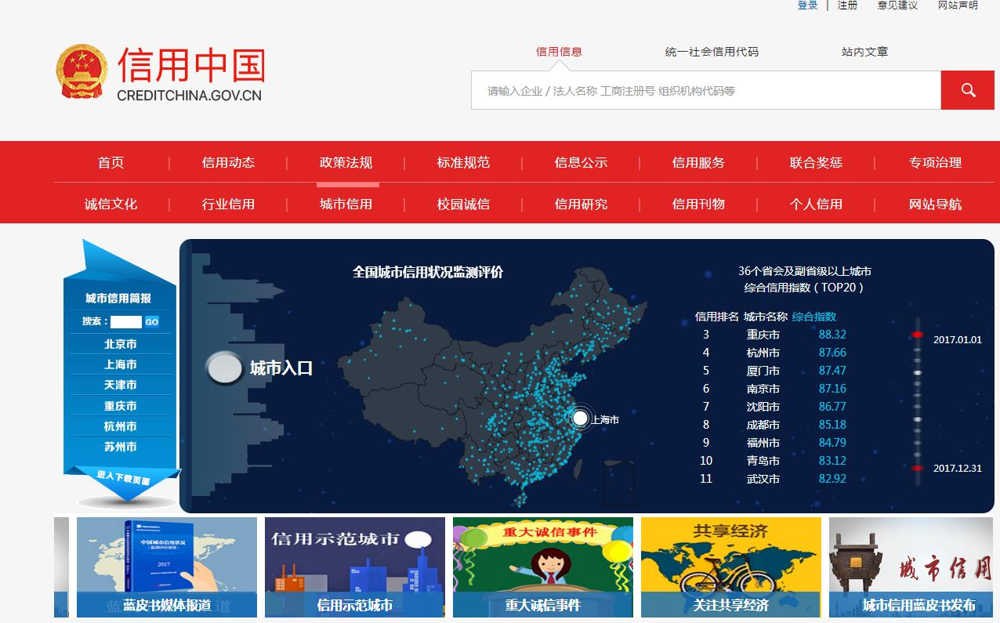 登录 | 注册 意见建议 网站声明
信用中国
CREDITCHINA.GOV.CN
信用信息 统一社会信用代码 站内文章
请输入企业 / 法人名称 工商注册号 组织机构代码等
首页 信用动态 政策法规 标准规范 信息公示 信用服务 联合奖惩 专项治理
诚信文化 行业信用 城市信用 校园诚信 信用研究 信用刊物 个人信用 网站导航
城市信用简报
搜索： GO
北京市
上海市
天津市
重庆市
杭州市
苏州市
进入下载页面
城市入口
全国城市信用状况监测评价
上海市
36个省会及副省级以上城市
综合信用指数（TOP20）
信用排名 城市名称 综合指数
3 重庆市 88.32
4 杭州市 87.66
5 厦门市 87.47
6 南京市 87.16
7 沈阳市 86.77
8 成都市 85.18
9 福州市 84.79
10 青岛市 83.12
11 武汉市 82.92
2017.01.01
2017.12.31
中国城市信用状况
2017
蓝皮书媒体报道
信用示范城市
信用示范城市
重大诚信事件
重大诚信事件
共享经济
关注共享经济
城市信用
城市信用蓝皮书发布